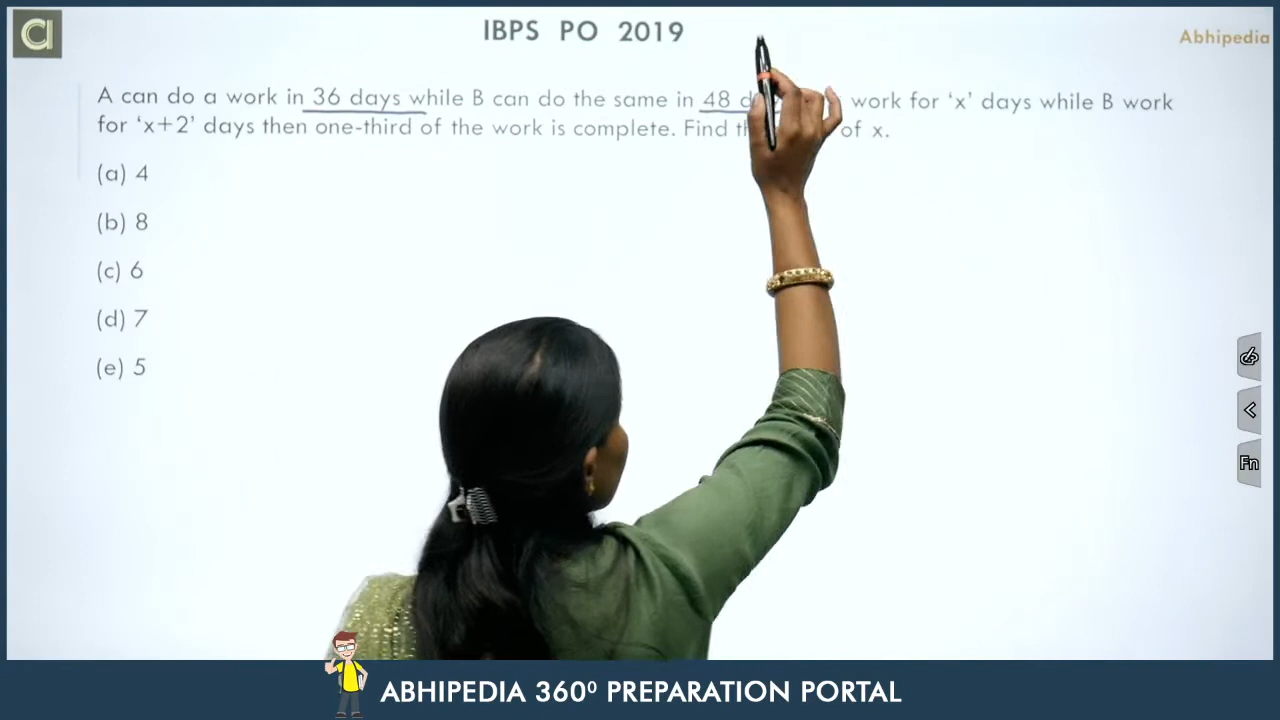 IBPS PO 2019
Abhipedia
A can do a work in 36 days while B can do the same in 48 work for ‘x’ days while B work
for ‘x+2’ days then one-third of the work is complete. Find of x.
(a) 4
(b) 8
(c) 6
(d) 7
(e) 5
Fn
ABHIPEDIA 360⁰ PREPARATION PORTAL